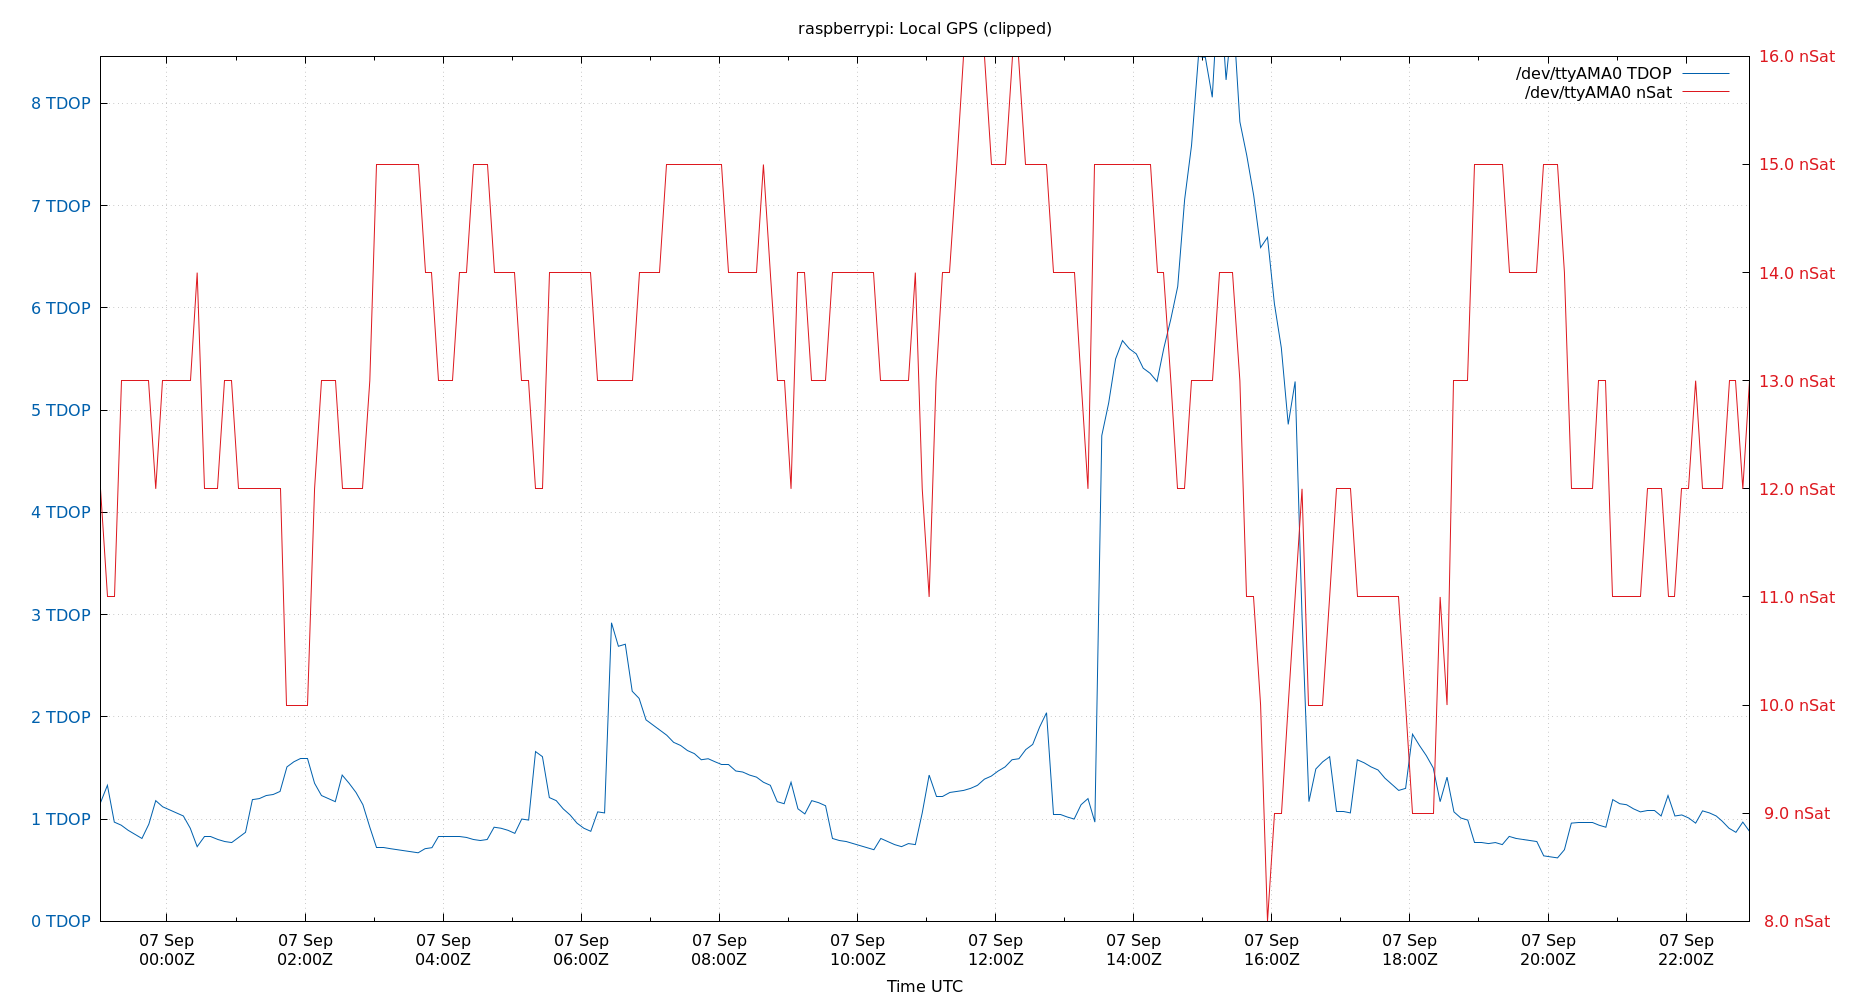 raspberrypi: Local GPS (clipped)
/dev/ttyAMA0 TDOP
/dev/ttyAMA0 nSat
8 TDOP
7 TDOP
6 TDOP
5 TDOP
4 TDOP
3 TDOP
2 TDOP
1 TDOP
0 TDOP
16.0 nSat
15.0 nSat
14.0 nSat
13.0 nSat
12.0 nSat
11.0 nSat
10.0 nSat
9.0 nSat
8.0 nSat
07 Sep
00:00Z
07 Sep
02:00Z
07 Sep
04:00Z
07 Sep
06:00Z
07 Sep
08:00Z
07 Sep
10:00Z
07 Sep
12:00Z
07 Sep
14:00Z
07 Sep
16:00Z
07 Sep
18:00Z
07 Sep
20:00Z
07 Sep
22:00Z
Time UTC